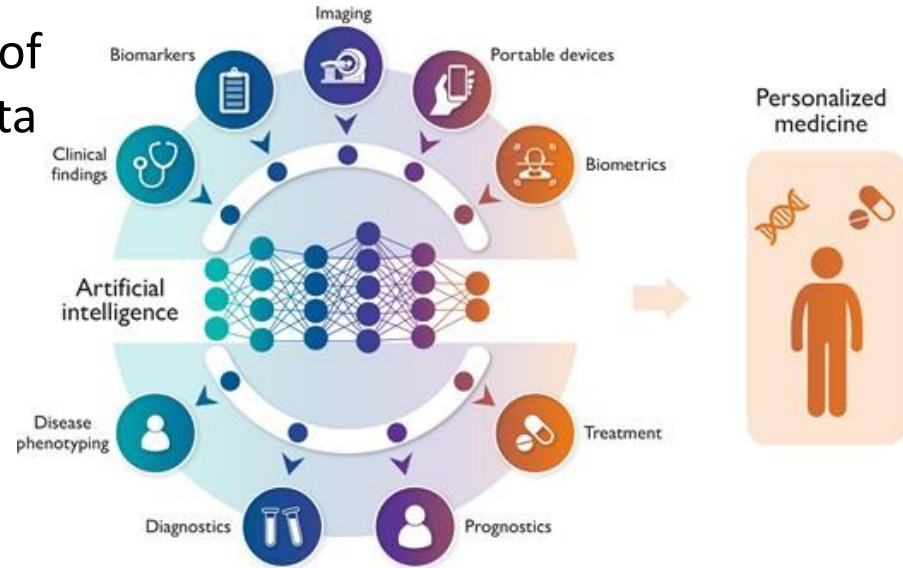 of
ta
Imaging
Biomarkers
Portable devices
Clinical
findings
Biometrics
Personalized
medicine
Artificial
intelligence
Disease
phenotyping
Treatment
Diagnostics
Prognostics